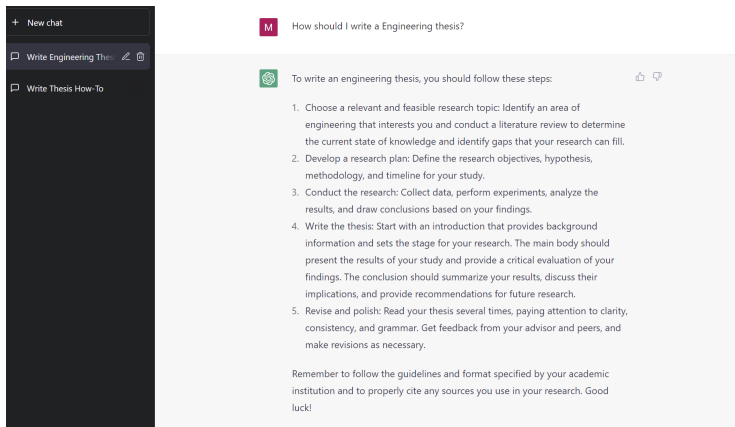 New chat
Write Engineering Thes
Write Thesis How-To
M
How should I write a Engineering thesis?
To write an engineering thesis, you should follow these steps:
1. Choose a relevant and feasible research topic: Identify an area of
engineering that interests you and conduct a literature review to determine
the current state of knowledge and identify gaps that your research can fill.
2. Develop a research plan: Define the research objectives, hypothesis,
methodology, and timeline for your study.
3. Conduct the research: Collect data, perform experiments, analyze the
results, and draw conclusions based on your findings.
4. Write the thesis: Start with an introduction that provides background
information and sets the stage for your research. The main body should
present the results of your study and provide a critical evaluation of your
findings. The conclusion should summarize your results, discuss their
implications, and provide recommendations for future research.
5. Revise and polish: Read your thesis several times, paying attention to clarity,
consistency, and grammar. Get feedback from your advisor and peers, and
make revisions as necessary.
Remember to follow the guidelines and format specified by your academic
institution and to properly cite any sources you use in your research. Good
luck!